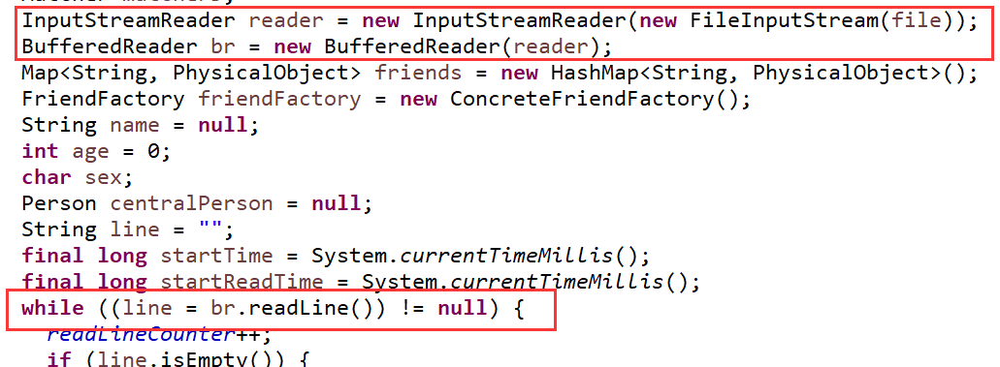 InputStreamReader reader = new InputStreamReader(new FileInputStream(file));
BufferedReader br = new BufferedReader(reader);
Map<String, PhysicalObject> friends = new HashMap<String, PhysicalObject>();
FriendFactory friendFactory = new ConcreteFriendFactory();
String name = null;
int age = 0;
char sex;
Person centralPerson = null;
String line = "";
final long startTime = System.currentTimeMillis();
final long startReadTime = System.currentTimeMillis();
while ((line = br.readLine()) != null) {
readLineCounter++;
if (line.isEmpty()) {